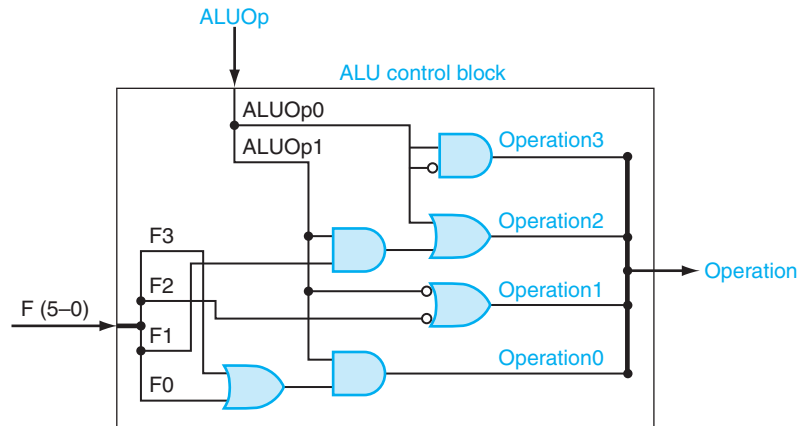 ALUOp
ALU control block
ALUOp0
ALUOp1
Operation3
Operation2
F3
F2
F (5–0)
F1
F0
Operation1
Operation0
Operation